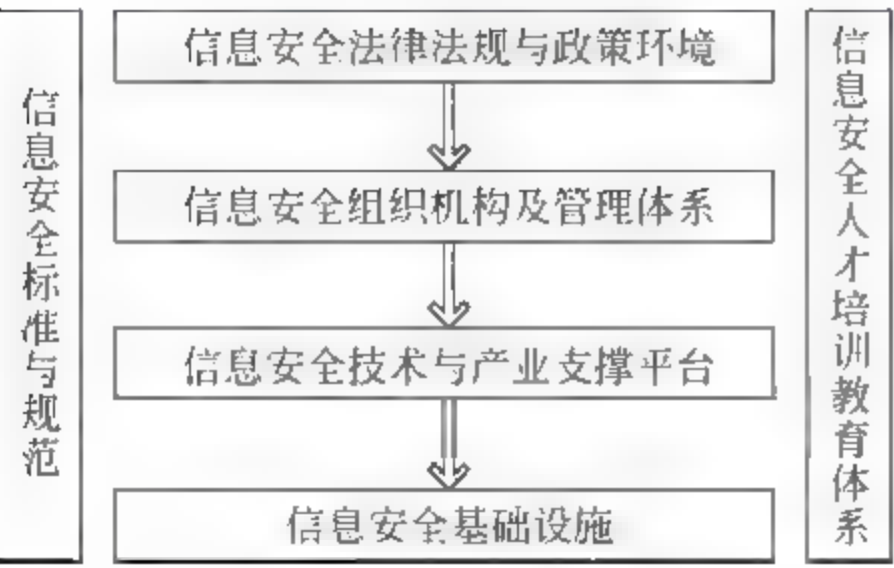 信息安全标准与规范
信息安全法律法规与政策环境
信息安全组织机构及管理体系
信息安全技术与产业支撑平台
信息安全基础设施
信息安全人才培训教育体系